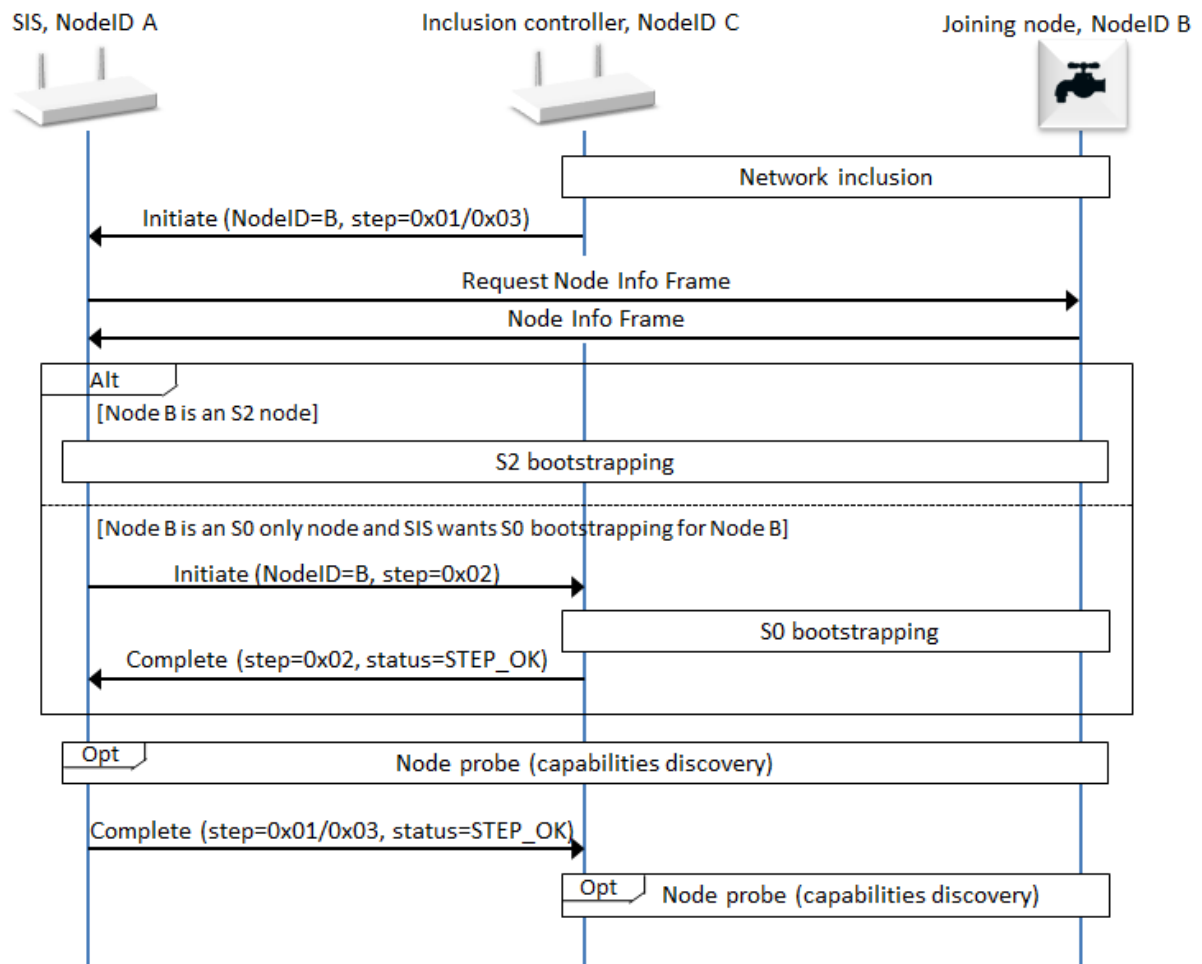 SIS, NodeID A
Inclusion controller, NodeID C
Joining node, NodeID B
Network inclusion
Initiate (NodeID=B, step=0x01/0x03)
Request Node Info Frame
Node Info Frame
Alt
[Node B is an S2 node]
S2 bootstrapping
[Node B is an S0 only node and SIS wants S0 bootstrapping for Node B]
Initiate (NodeID=B, step=0x02)
S0 bootstrapping
Complete (step=0x02, status=STEP_OK)
Opt
Node probe (capabilities discovery)
Complete (step=0x01/0x03, status=STEP_OK)
Opt
Node probe (capabilities discovery)